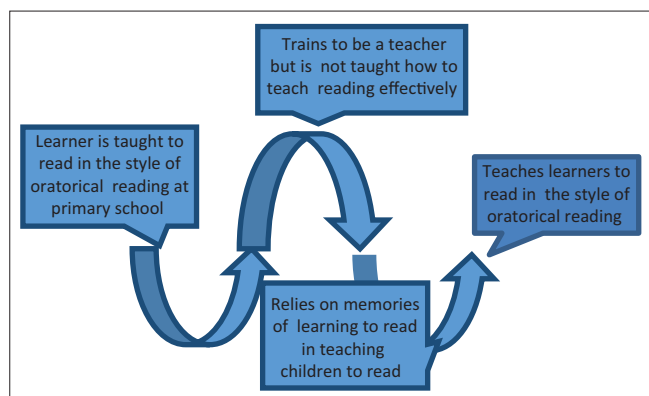 Learner is taught to
read in the style of
oratorical reading at
primary school
Trains to be a teacher
but is not taught how to
teach reading effectively
Relies on memories
of learning to read
in teaching
children to read
Teaches learners to
read in the style of
oratorical reading